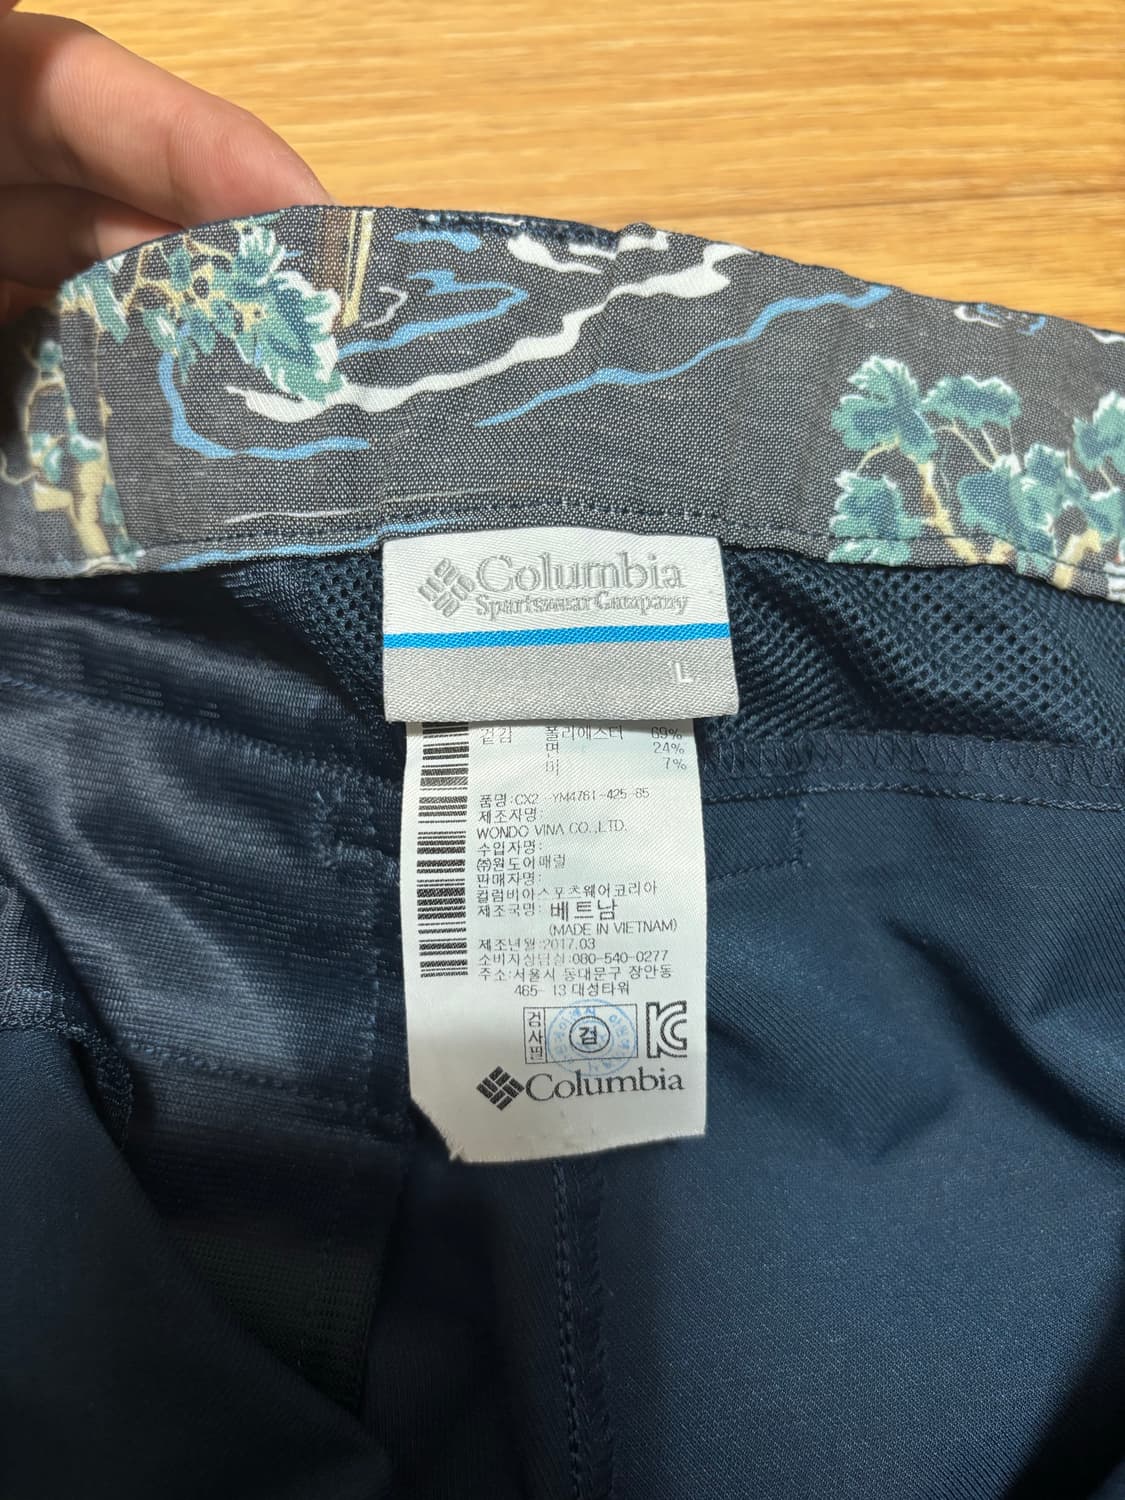 Columbia
Sportswear Company
L
겉감 폴리에스터 69%
면 24%
마 7%
품명:CX2 YM4761-425-85
제조자명:
WONDO VINA CO.,LTD.
수입자명:
㈜원도어패럴
판매자명:
컬럼비아스포츠웨어코리아
제조국명: 베트남
(MADE IN VIETNAM)
제조년월:2017.03
소비자상담실:080-540-0277
주소:서울시 동대문구 장안동
465-13 대성타워
검사필
검
KC
Columbia